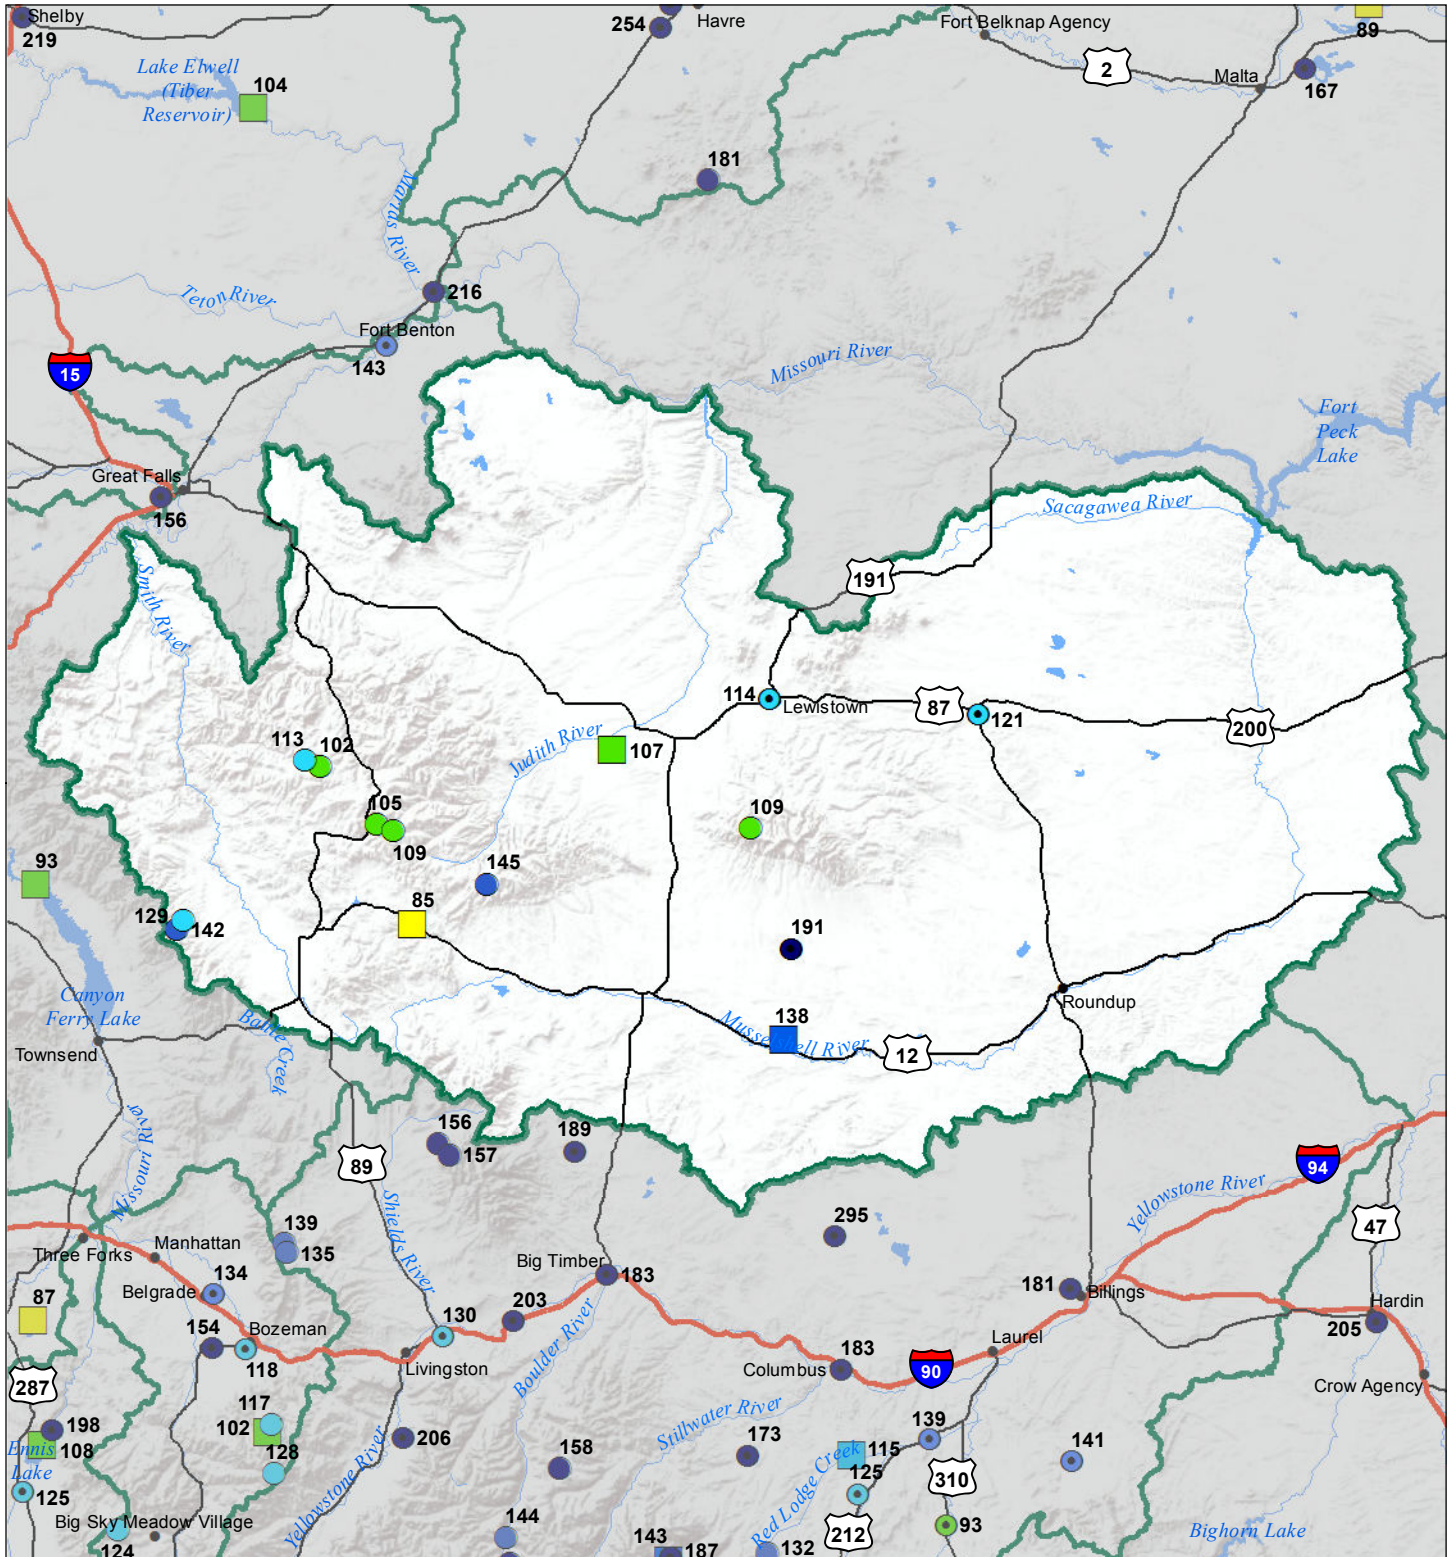 Shelby
219
254
Havre
Fort Belknap Agency
89
2
Malta
167
Lake Elwell
(Tiber
Reservoir)
104
181
Marias River
Teton River
216
Fort Benton
143
15
Missouri River
Fort
Peck
Lake
Great Falls
156
Sacagawea River
Smith River
191
114
Lewistown
87
121
200
113
102
Judith River
107
105
109
109
93
145
85
129
142
191
Canyon
Ferry Lake
Roundup
Battle Creek
138
Musselshell River
12
Townsend
Missouri River
156
157
189
89
94
Yellowstone River
Shields River
47
295
139
135
Three Forks
Manhattan
Big Timber
183
181
Billings
134
Belgrade
87
203
Hardin
205
130
Bozeman
154
118
Boulder River
Laurel
Livingston
183
Columbus
90
287
Crow Agency
117
102
198
108
Ennis
Lake
206
Stillwater River
139
173
115
141
128
158
125
125
Red Lodge Creek
310
Yellowstone River
Big Sky Meadow Village
124
144
143
187
132
212
93
Bighorn Lake